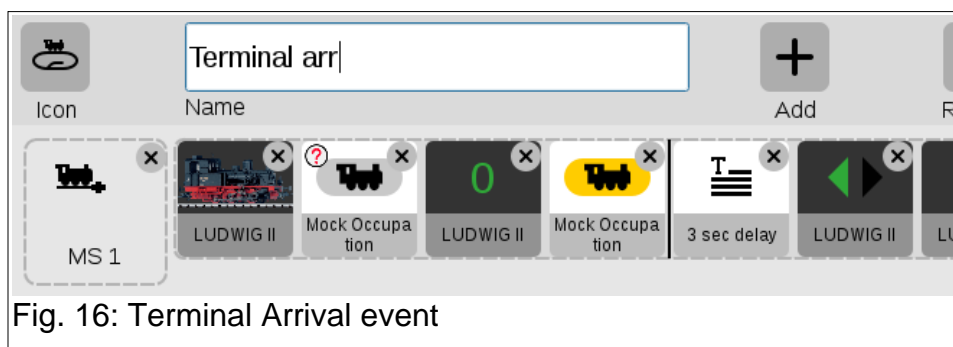 Terminal arr
Icon
Name
Add
R
?
0
T
MS 1
LUDWIG II
Mock Occupa
tion
LUDWIG II
Mock Occupa
tion
3 sec delay
LUDWIG II
LU
Fig. 16: Terminal Arrival event